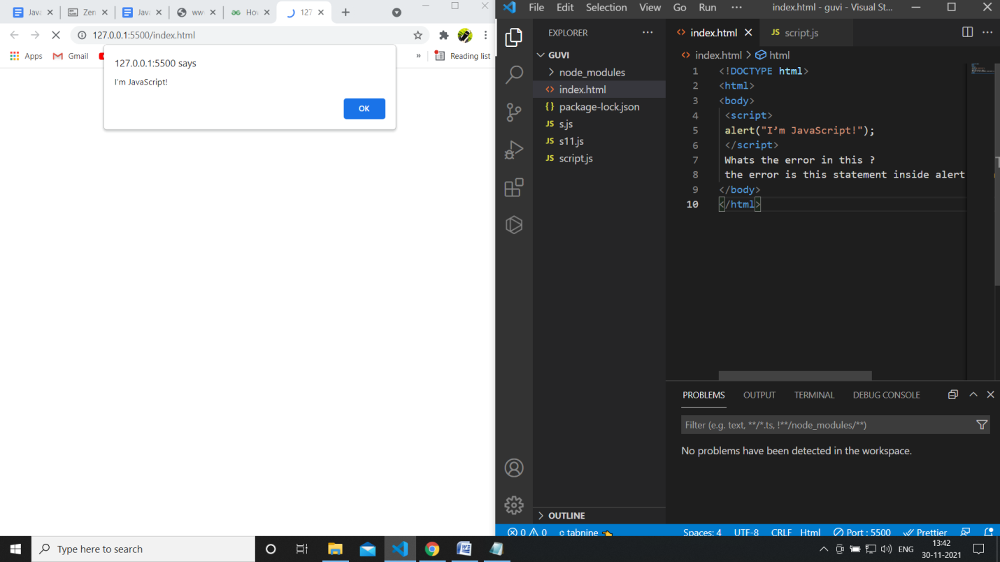 Java
Zen
Java
ww
Hov
127
127.0.0.1:5500/index.html
Apps
Gmail
»
Reading list
127.0.0.1:5500 says
I’m JavaScript!
OK
File Edit Selection View Go Run ··· index.html - guvi - Visual St...
EXPLORER ···
GUVI
node_modules
<> index.html
{} package-lock.json
JS s.js
JS s11.js
JS script.js
OUTLINE
<> index.html
JS script.js
···
<> index.html > html
1 <!DOCTYPE html>
2 <html>
3 <body>
4 <script>
5 alert("I’m JavaScript!");
6 </script>
7 Whats the error in this ?
8 the error is this statement inside alert
9 </body>
10 </html>
PROBLEMS OUTPUT TERMINAL DEBUG CONSOLE
Filter (e.g. text, **/*.ts, !**/node_modules/**)
No problems have been detected in the workspace.
0 0 tabnine Spaces: 4 UTF-8 CRLF Html Port : 5500 Prettier
Type here to search
ENG
13:42
30-11-2021